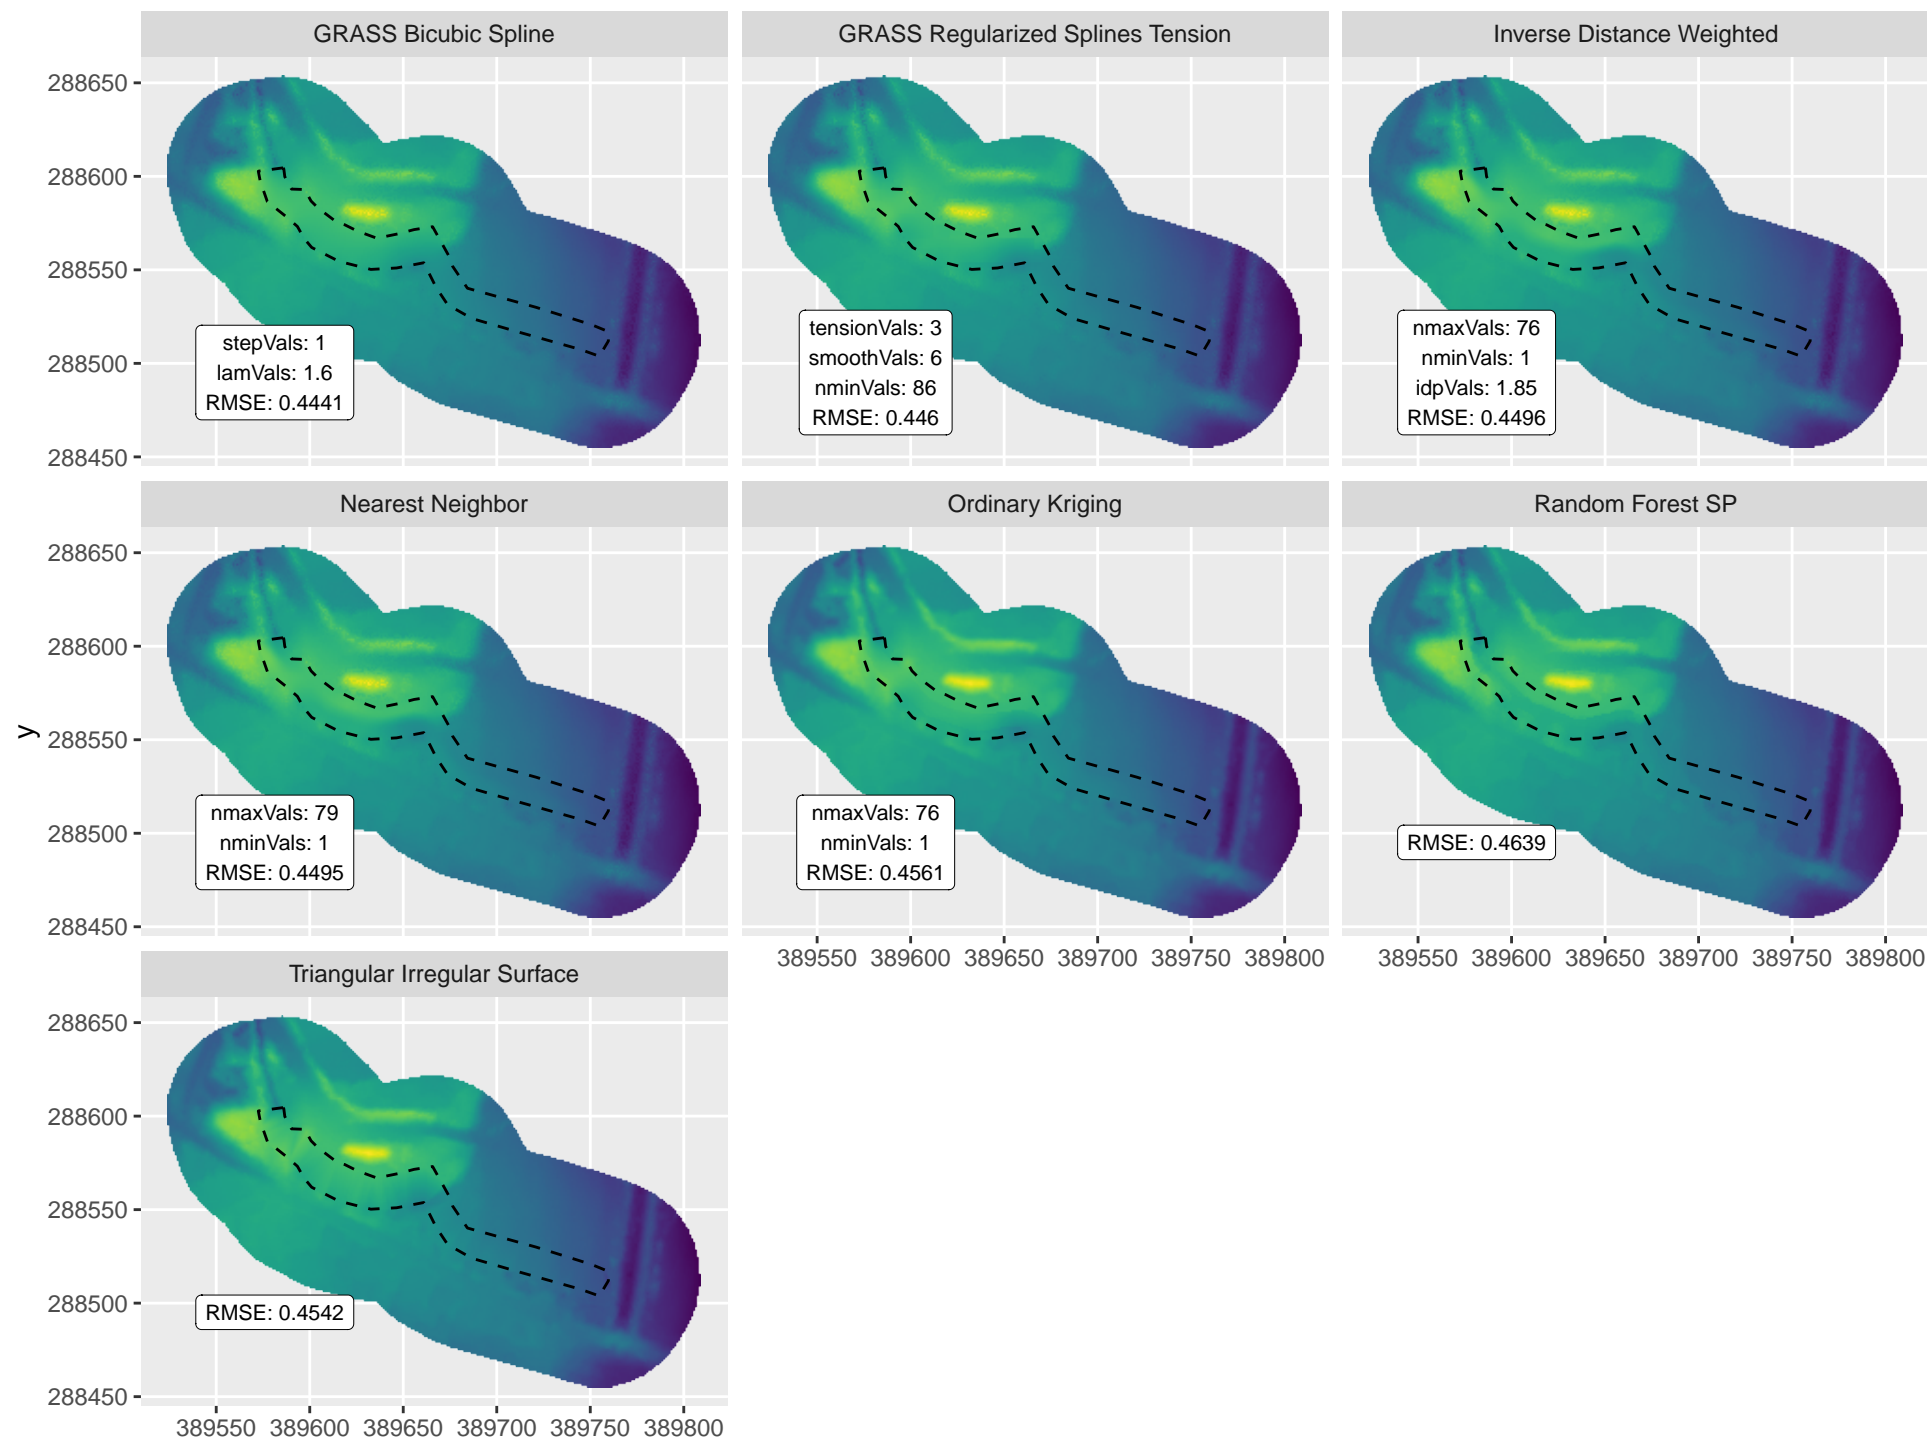 GRASS Bicubic Spline
GRASS Regularized Splines Tension
Inverse Distance Weighted
288650
288600
288550
288500
288450
stepVals: 1
lamVals: 1.6
RMSE: 0.4441
tensionVals: 3
smoothVals: 6
nminVals: 86
RMSE: 0.446
nmaxVals: 76
nminVals: 1
idpVals: 1.85
RMSE: 0.4496
Nearest Neighbor
Ordinary Kriging
Random Forest SP
288650
288600
288550
288500
288450
y
nmaxVals: 79
nminVals: 1
RMSE: 0.4495
nmaxVals: 76
nminVals: 1
RMSE: 0.4561
RMSE: 0.4639
389550 389600 389650 389700 389750 389800
389550 389600 389650 389700 389750 389800
Triangular Irregular Surface
288650
288600
288550
288500
288450
RMSE: 0.4542
389550 389600 389650 389700 389750 389800